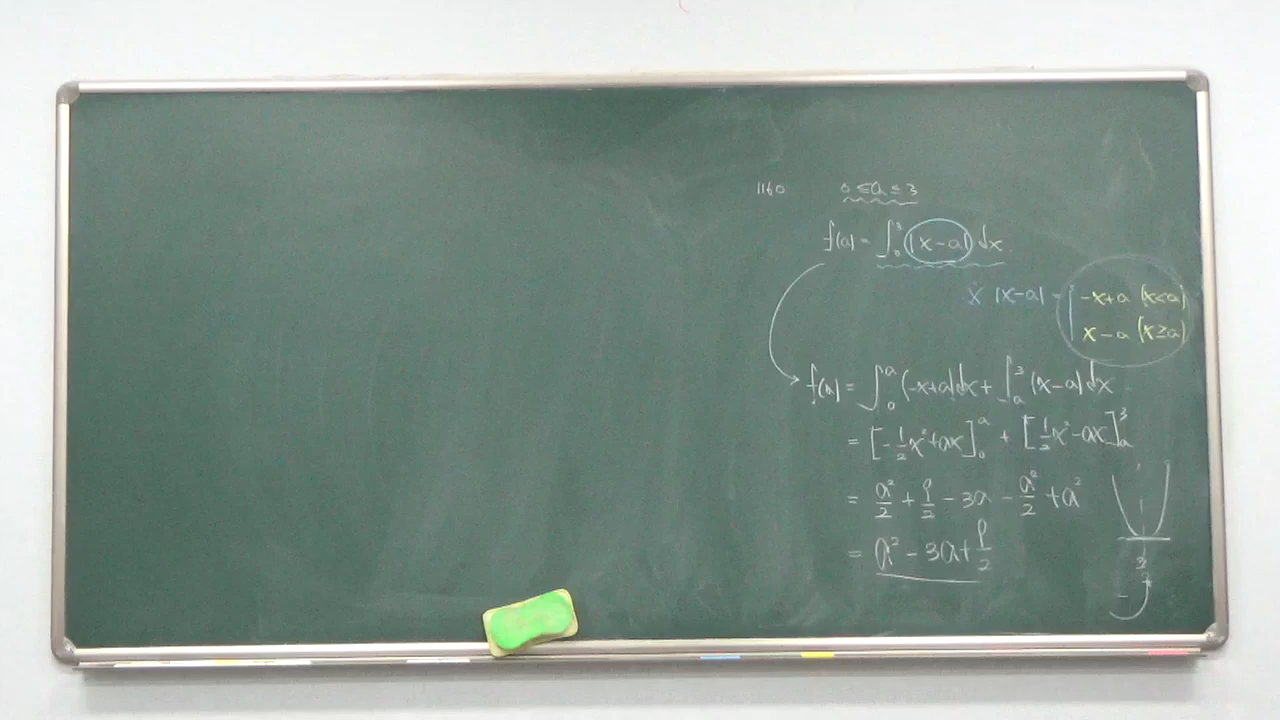 1160 0 ≤ a ≤ 3
f(a) = ∫₀³ |x-a| dx.
※ |x-a| = { -x+a (x<a)
x-a (x≥a)
f(a) = ∫₀ᵃ (-x+a)dx + ∫ₐ³ (x-a)dx
= [-1/2x²+ax]₀ᵃ + [1/2x²-ax]ₐ³
= a²/2 + 9/2 - 3a - a²/2 + a²
= a² - 3a + 9/2